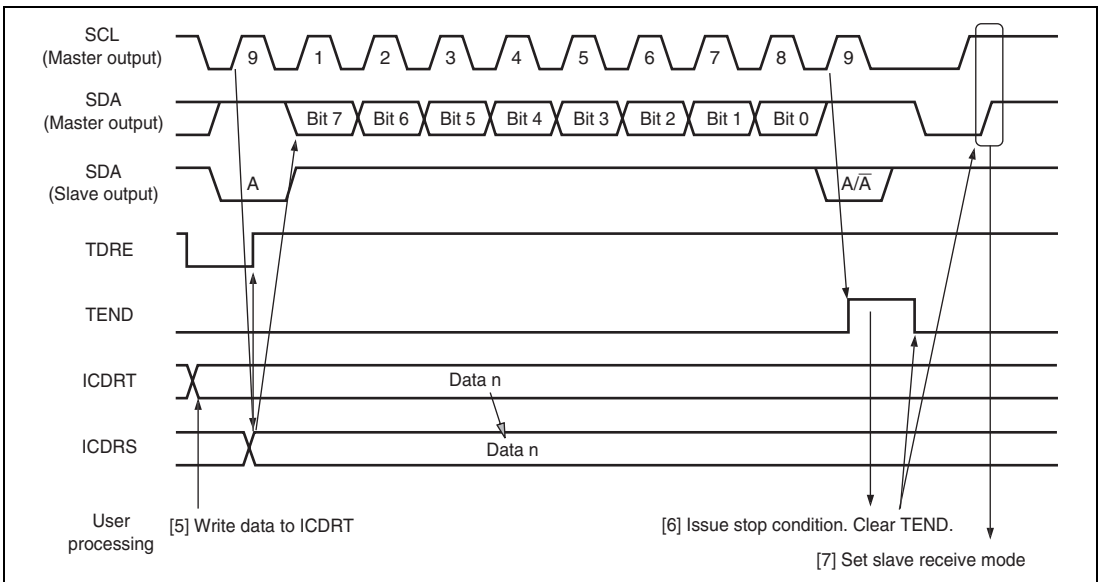 SCL
(Master output)
9 1 2 3 4 5 6 7 8 9
SDA
(Master output)
Bit 7 Bit 6 Bit 5 Bit 4 Bit 3 Bit 2 Bit 1 Bit 0
SDA
(Slave output)
A A/A̅
TDRE
TEND
ICDRT
Data n
ICDRS
Data n
User
processing
[5] Write data to ICDRT
[6] Issue stop condition. Clear TEND.
[7] Set slave receive mode